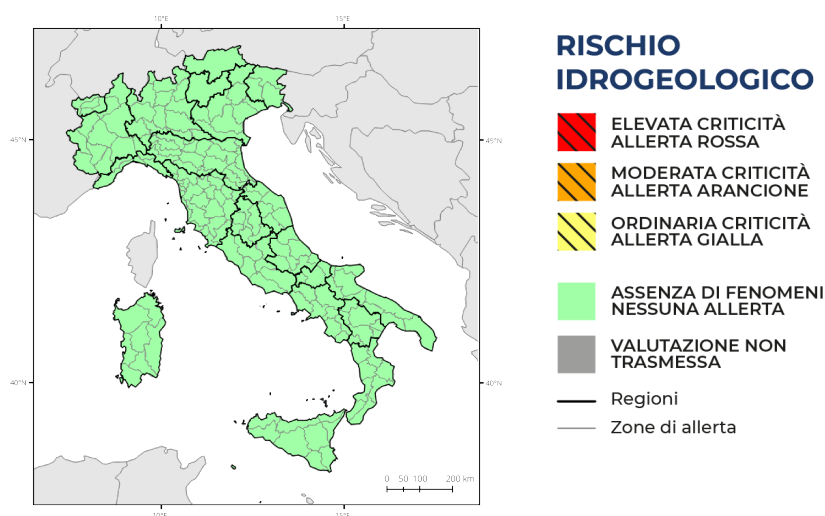 10°E
15°E
RISCHIO
IDROGEOLOGICO
ELEVATA CRITICITÀ
ALLERTA ROSSA
45°N
45°N
MODERATA CRITICITÀ
ALLERTA ARANCIONE
ORDINARIA CRITICITÀ
ALLERTA GIALLA
ASSENZA DI FENOMENI
NESSUNA ALLERTA
VALUTAZIONE NON
TRASMESSA
40°N
40°N
Regioni
Zone di allerta
0 50 100 200 km
10°E
15°E